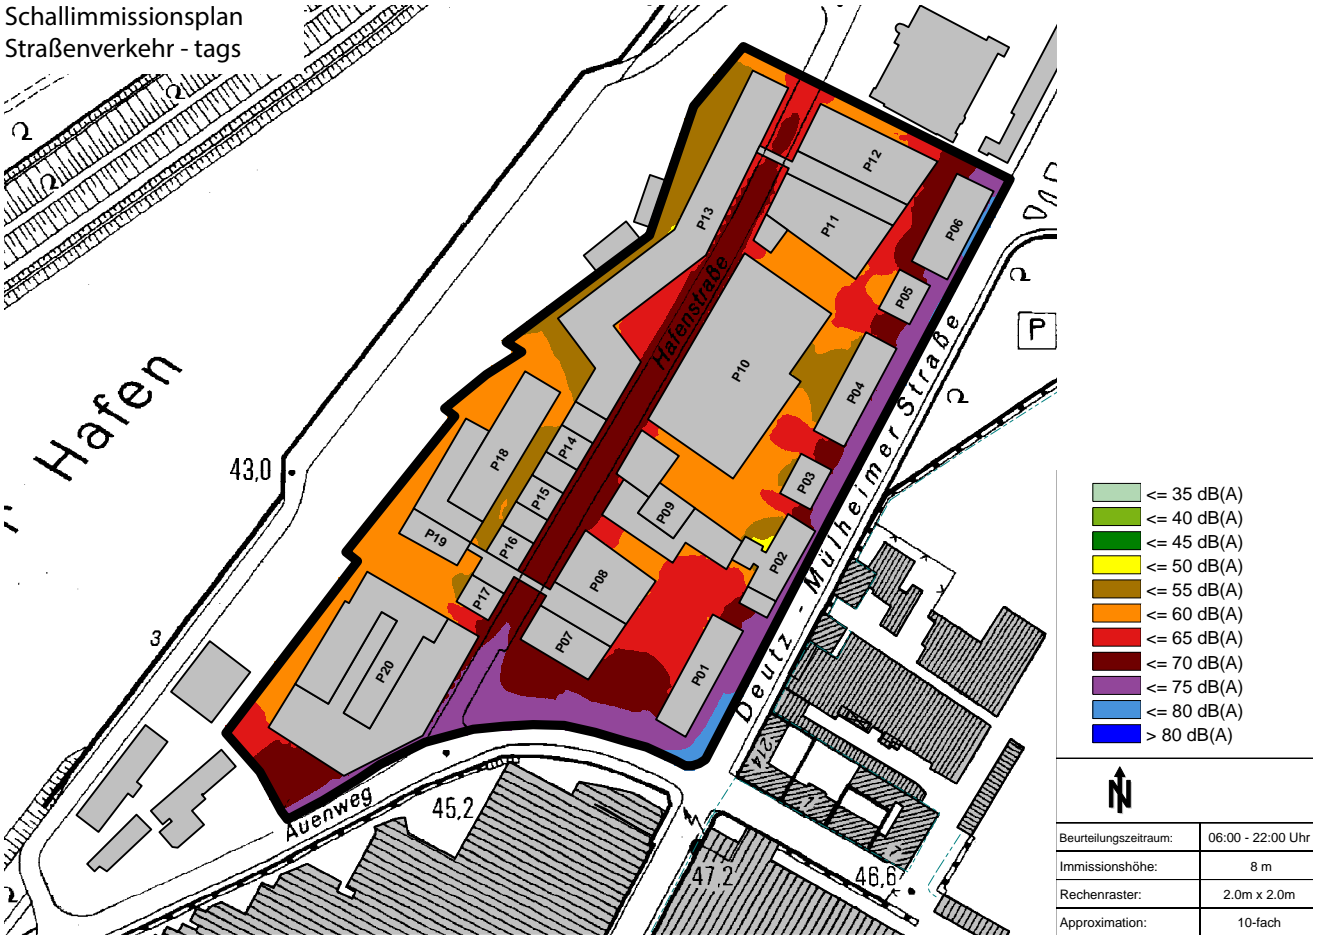 Schallimmissionsplan
Straßenverkehr - tags
Hafen
43,0
3
P13
P12
P11
P06
P05
P10
P04
P03
P02
P01
P09
P08
P07
P14
P15
P16
P17
P18
P19
P20
Hafenstraße
Deutz - Mülheimer Straße
Auenweg
P
45,2
47,2
46,6
274
<= 35 dB(A)
<= 40 dB(A)
<= 45 dB(A)
<= 50 dB(A)
<= 55 dB(A)
<= 60 dB(A)
<= 65 dB(A)
<= 70 dB(A)
<= 75 dB(A)
<= 80 dB(A)
> 80 dB(A)
N
Beurteilungszeitraum: 06:00 - 22:00 Uhr
Immissionshöhe: 8 m
Rechenraster: 2.0m x 2.0m
Approximation: 10-fach